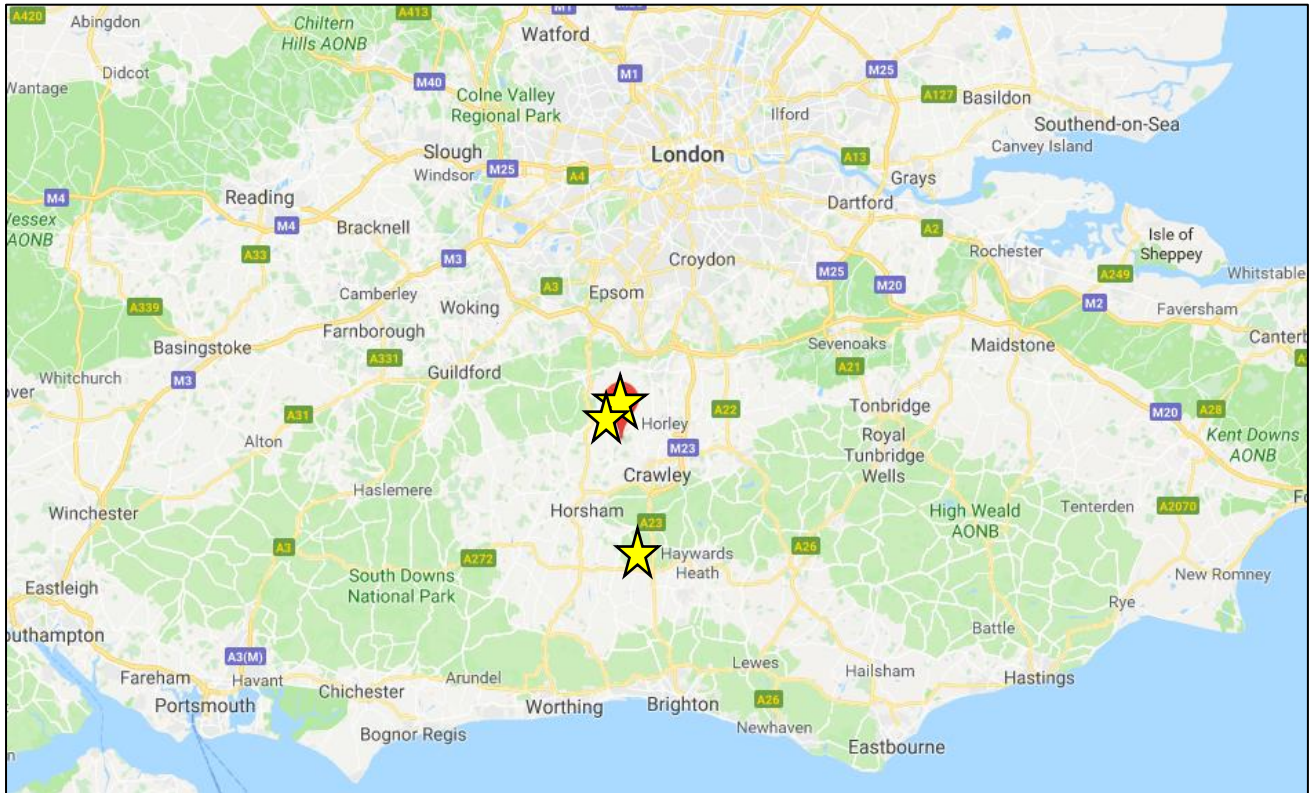 A420
Abingdon
Chiltern
Hills AONB
A413
M1
Watford
Didcot
Wantage
M40
M1
M25
Colne Valley
Regional Park
A127
Basildon
Ilford
Southend-on-Sea
Canvey Island
Slough
Windsor
M25
A4
London
A13
Grays
M4
Reading
M4
Bracknell
Dartford
A2
Wessex
AONB
A33
M3
Croydon
Rochester
Isle of
Sheppey
M25
M20
A249
Whitstable
A339
Camberley
Woking
A3
Epsom
M2
Faversham
Farnborough
Basingstoke
A331
Sevenoaks
Maidstone
Whitchurch
M3
Guildford
A21
A31
Alton
Horley
A22
Tonbridge
M20
A28
M23
Royal
Tunbridge
Wells
Kent Downs
AONB
Crawley
Haslemere
Winchester
Horsham
A23
High Weald
AONB
Tenterden
A2070
A3
A272
Haywards
Heath
A26
South Downs
National Park
Eastleigh
New Romney
Rye
outhampton
Battle
A3(M)
Fareham
Havant
Chichester
Arundel
Lewes
Hailsham
Hastings
Portsmouth
Worthing
Brighton
A26
Newhaven
Bognor Regis
Eastbourne